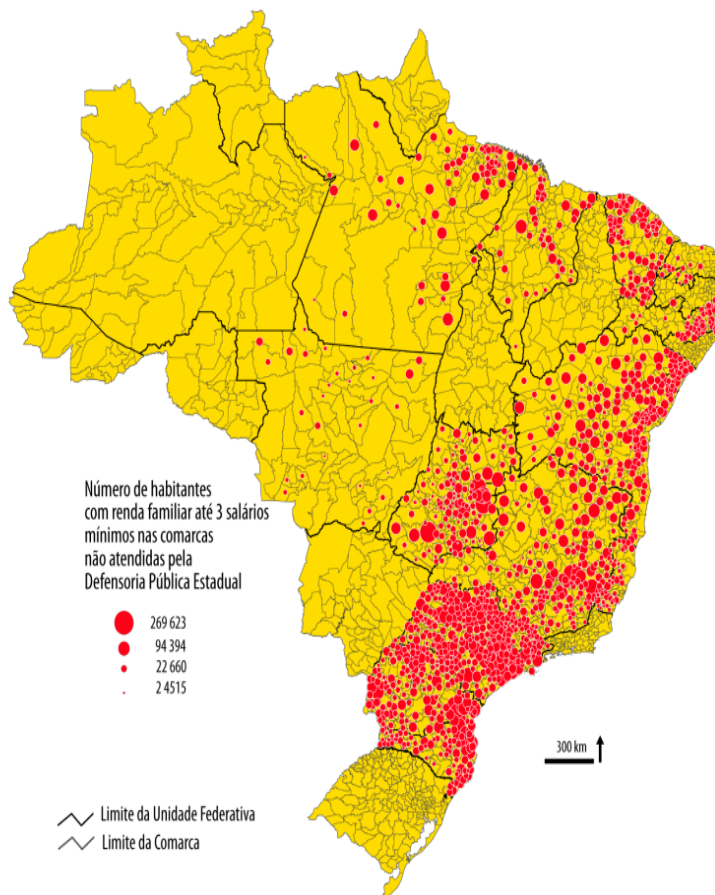 Número de habitantes
com renda familiar até 3 salários
mínimos nas comarcas
não atendidas pela
Defensoria Pública Estadual
269 623
94 394
22 660
2 4515
300 km
Limite da Unidade Federativa
Limite da Comarca